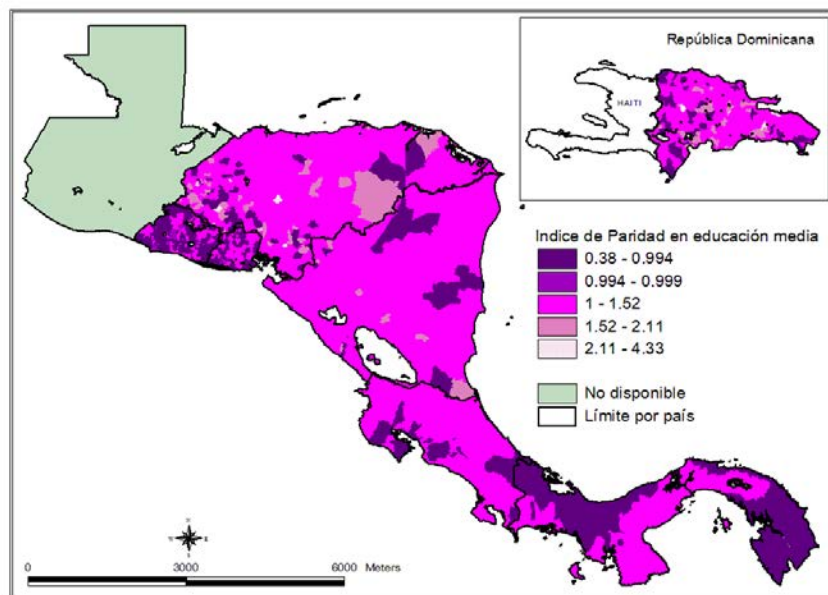 República Dominicana
HAITI
Indice de Paridad en educación media
0.38 - 0.994
0.994 - 0.999
1 - 1.52
1.52 - 2.11
2.11 - 4.33
No disponible
Límite por país
0 3000 6000 Meters